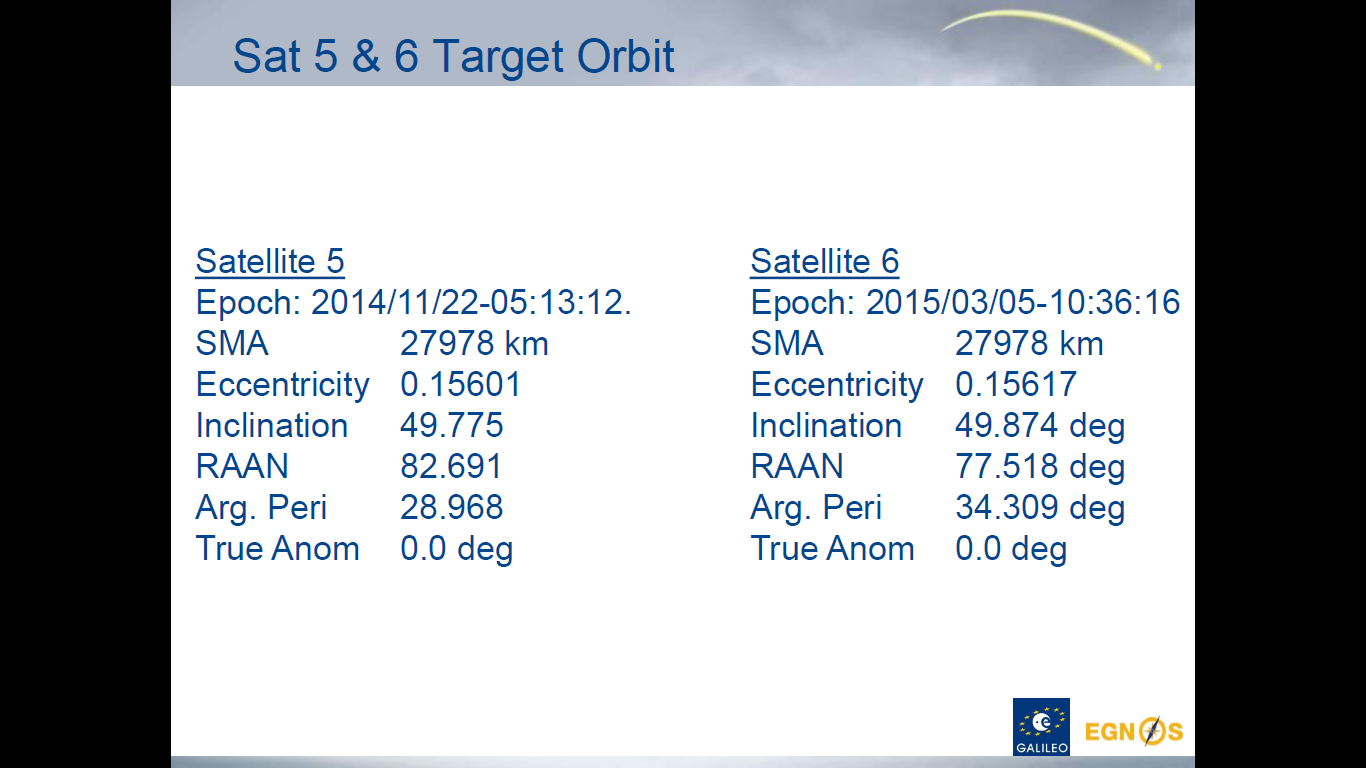 Sat 5 & 6 Target Orbit
Satellite 5
Epoch: 2014/11/22-05:13:12.
SMA 27978 km
Eccentricity 0.15601
Inclination 49.775
RAAN 82.691
Arg. Peri 28.968
True Anom 0.0 deg
Satellite 6
Epoch: 2015/03/05-10:36:16
SMA 27978 km
Eccentricity 0.15617
Inclination 49.874 deg
RAAN 77.518 deg
Arg. Peri 34.309 deg
True Anom 0.0 deg
e
GALILEO
EGNOS